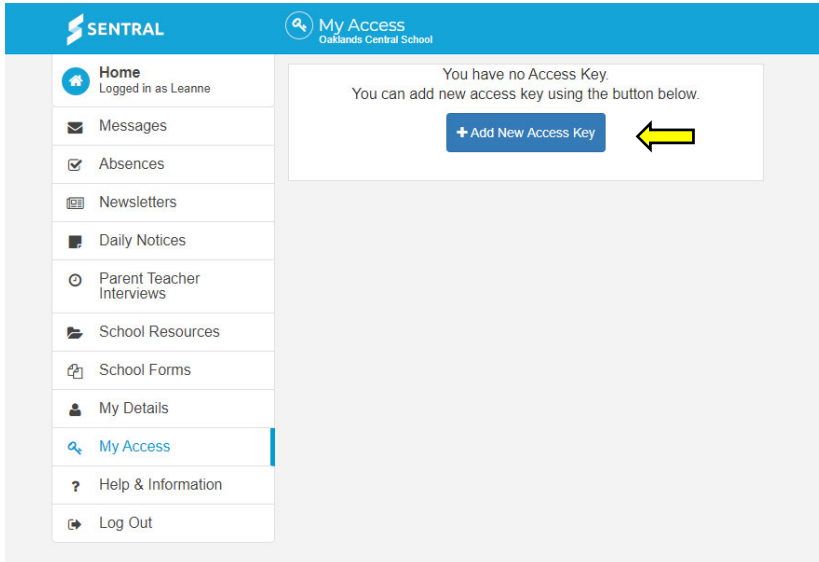 SENTRAL
My Access
Oaklands Central School
Home
Logged in as Leanne
Messages
Absences
Newsletters
Daily Notices
Parent Teacher
Interviews
School Resources
School Forms
My Details
My Access
? Help & Information
Log Out
You have no Access Key.
You can add new access key using the button below.
+ Add New Access Key